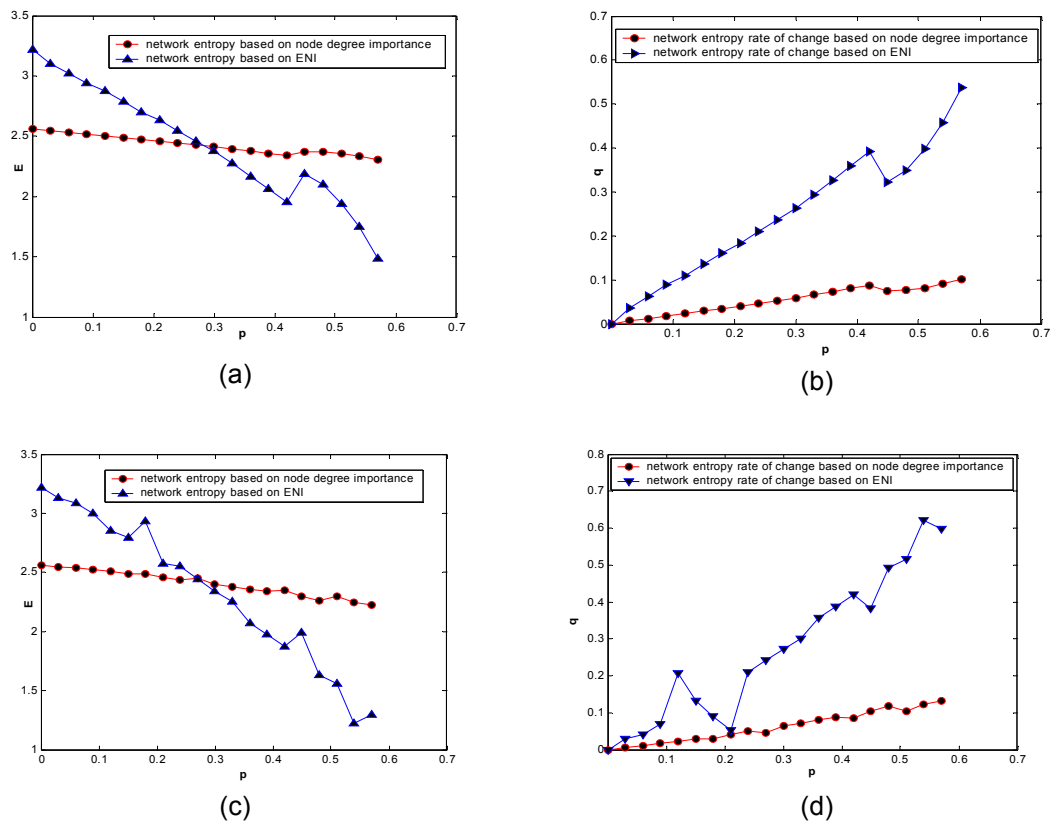 3.5
3
2.5
2
1.5
1
E
0
0.1
0.2
0.3
0.4
0.5
0.6
0.7
p
network entropy based on node degree importance
network entropy based on ENI
(a)
0.7
0.6
0.5
0.4
0.3
0.2
0.1
0
q
0.1
0.2
0.3
0.4
0.5
0.6
0.7
p
network entropy rate of change based on node degree importance
network entropy rate of change based on ENI
(b)
3.5
3
2.5
2
1.5
1
E
0
0.1
0.2
0.3
0.4
0.5
0.6
0.7
p
network entropy based on node degree importance
network entropy based on ENI
(c)
0.8
0.7
0.6
0.5
0.4
0.3
0.2
0.1
0
q
0.1
0.2
0.3
0.4
0.5
0.6
0.7
p
network entropy rate of change based on node degree importance
network entropy rate of change based on ENI
(d)